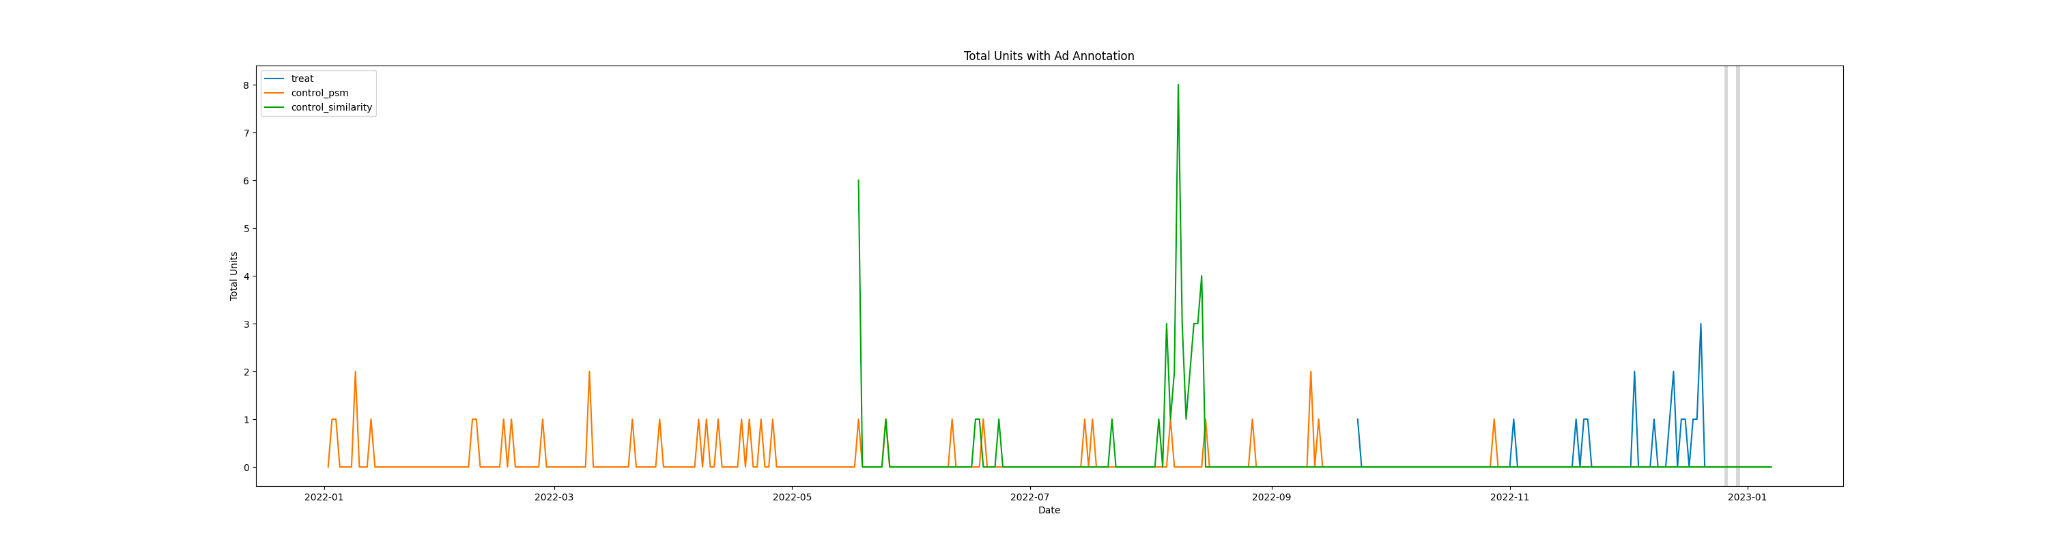 Total Units with Ad Annotation
treat
control_psm
control_similarity
8
7
6
5
4
3
2
1
0
Total Units
2022-01 2022-03 2022-05 2022-07 2022-09 2022-11 2023-01
Date